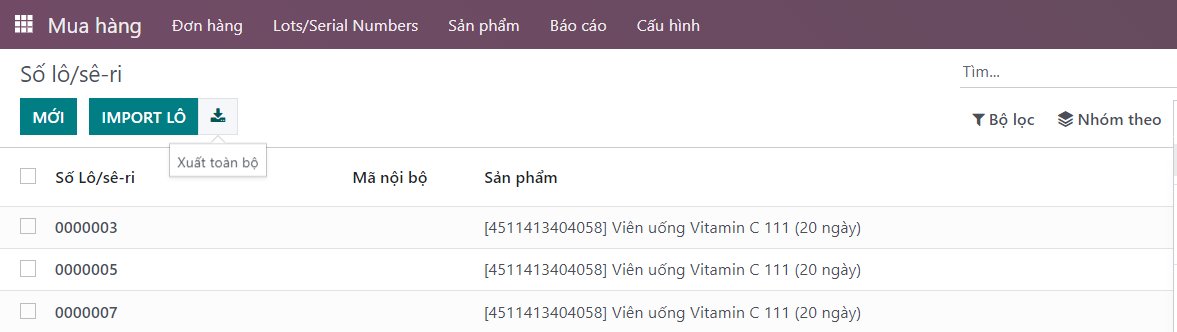 Mua hàng Đơn hàng Lots/Serial Numbers Sản phẩm Báo cáo Cấu hình
Số lô/sê-ri
Tìm...
MỚI IMPORT LÔ
Bộ lọc Nhóm theo
Xuất toàn bộ
Số Lô/sê-ri Mã nội bộ Sản phẩm
0000003 [4511413404058] Viên uống Vitamin C 111 (20 ngày)
0000005 [4511413404058] Viên uống Vitamin C 111 (20 ngày)
0000007 [4511413404058] Viên uống Vitamin C 111 (20 ngày)